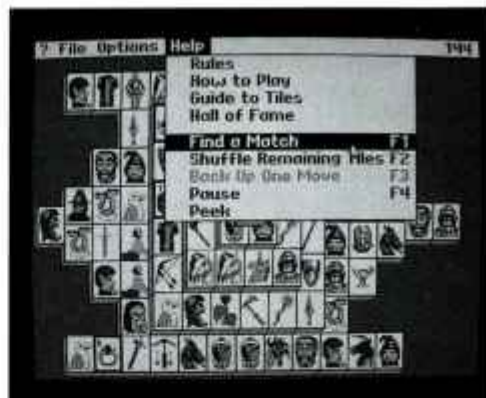 ? File Options Help 144
Rules
How to Play
Guide to Tiles
Hall of Fame
Find a Match F1
Shuffle Remaining Tiles F2
Back Up One Move F3
Pause F4
Peek